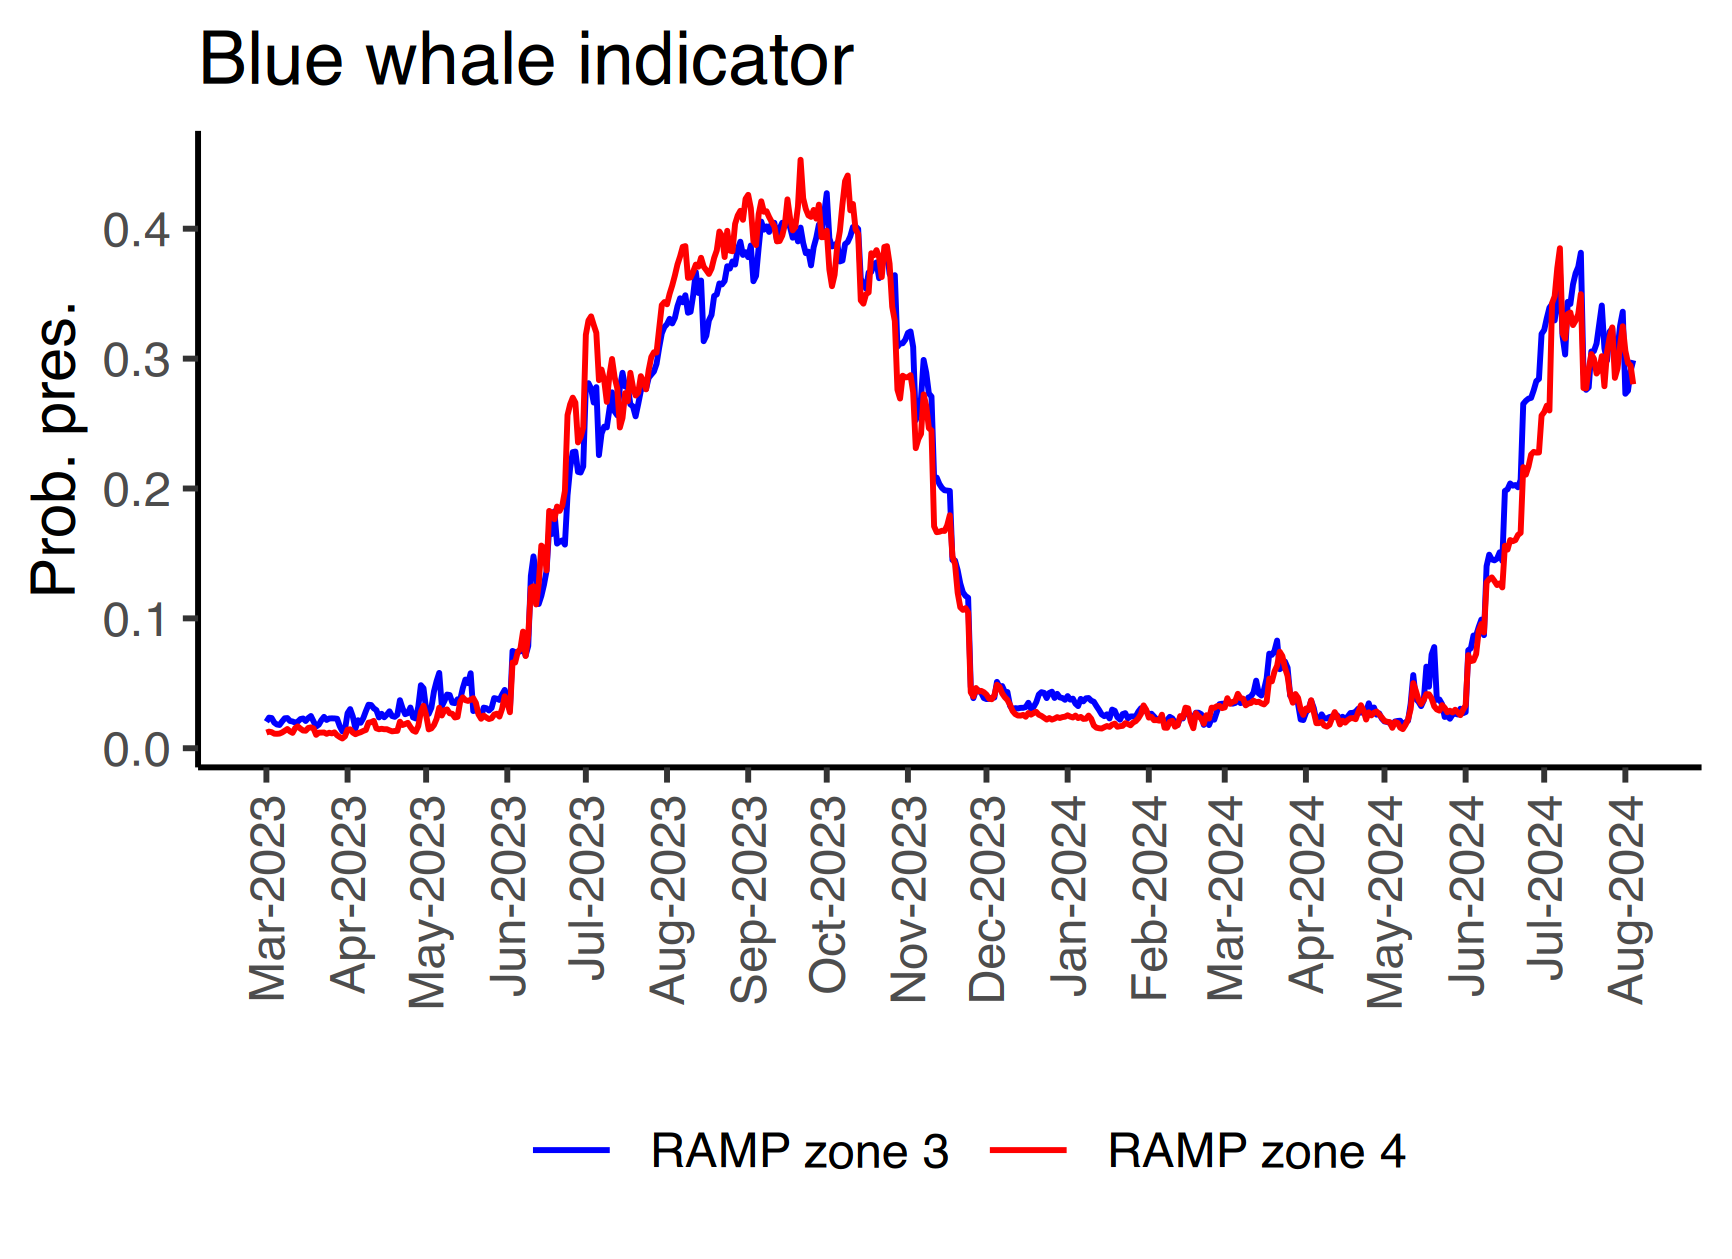 Blue whale indicator
Prob. pres.
0.4
0.3
0.2
0.1
0.0
Mar-2023
Apr-2023
May-2023
Jun-2023
Jul-2023
Aug-2023
Sep-2023
Oct-2023
Nov-2023
Dec-2023
Jan-2024
Feb-2024
Mar-2024
Apr-2024
May-2024
Jun-2024
Jul-2024
Aug-2024
RAMP zone 3
RAMP zone 4